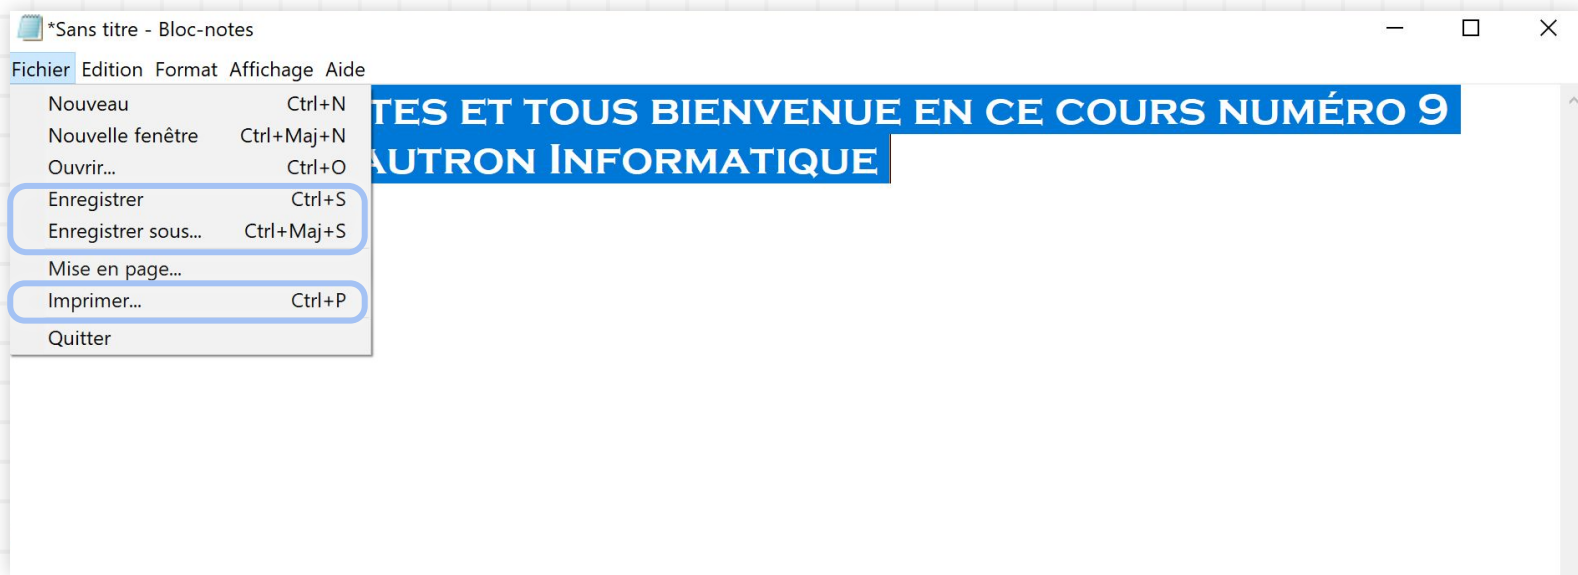 *Sans titre - Bloc-notes
Fichier Edition Format Affichage Aide
Nouveau Ctrl+N
Nouvelle fenêtre Ctrl+Maj+N
Ouvrir... Ctrl+O
Enregistrer Ctrl+S
Enregistrer sous... Ctrl+Maj+S
Mise en page...
Imprimer... Ctrl+P
Quitter
TES ET TOUS BIENVENUE EN CE COURS NUMÉRO 9
AUTRON INFORMATIQUE